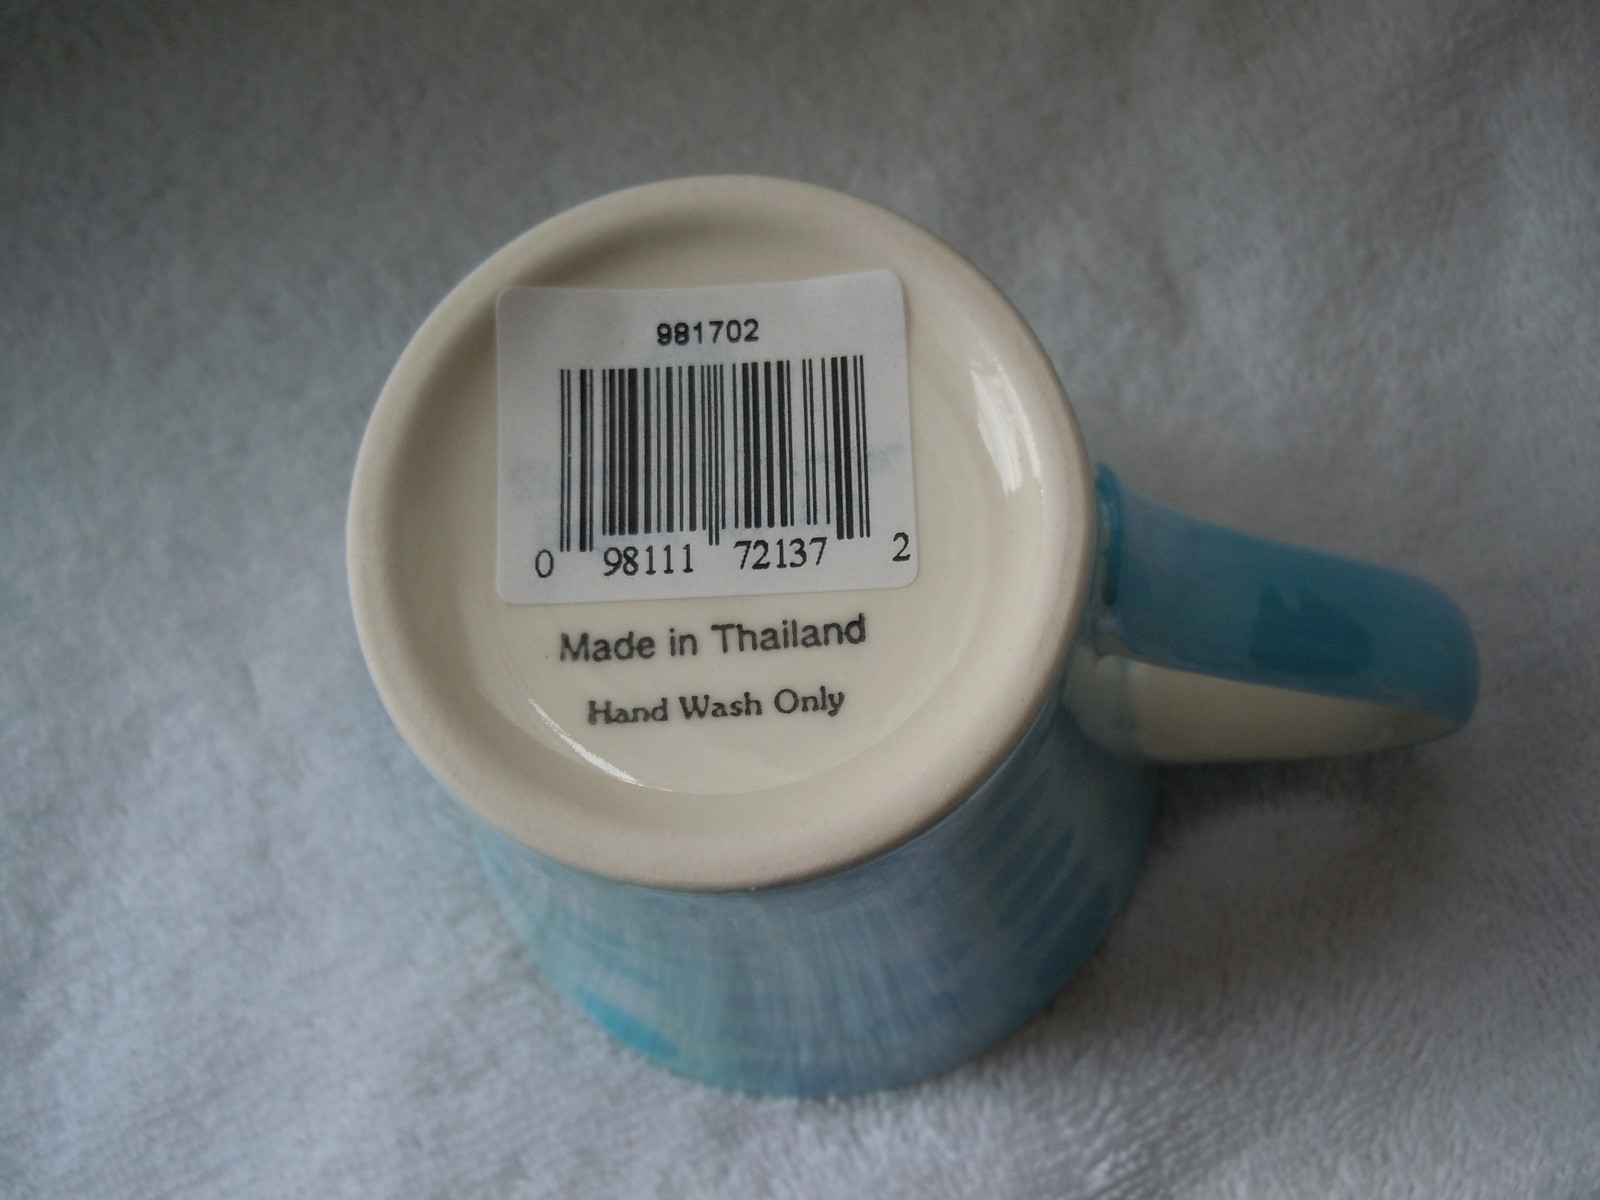 981702
0 98111 72137 2
Made in Thailand
Hand Wash Only